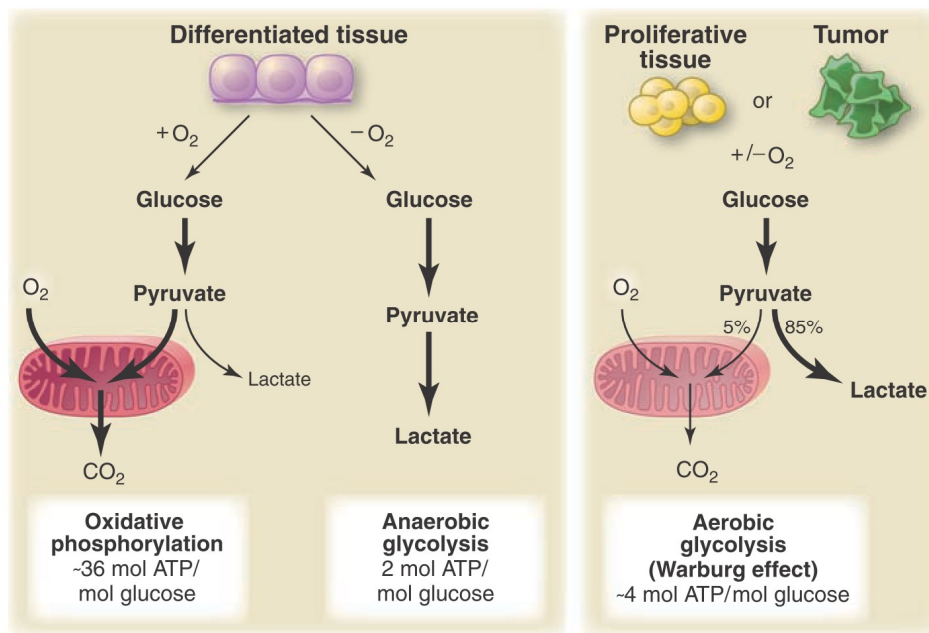 Differentiated tissue
+O₂
−O₂
Glucose
Glucose
O₂
Pyruvate
Pyruvate
Lactate
Lactate
CO₂
Oxidative
phosphorylation
~36 mol ATP/
mol glucose
Anaerobic
glycolysis
2 mol ATP/
mol glucose
Proliferative
tissue
or
Tumor
+/−O₂
Glucose
O₂
Pyruvate
5%
85%
Lactate
CO₂
Aerobic
glycolysis
(Warburg effect)
~4 mol ATP/mol glucose